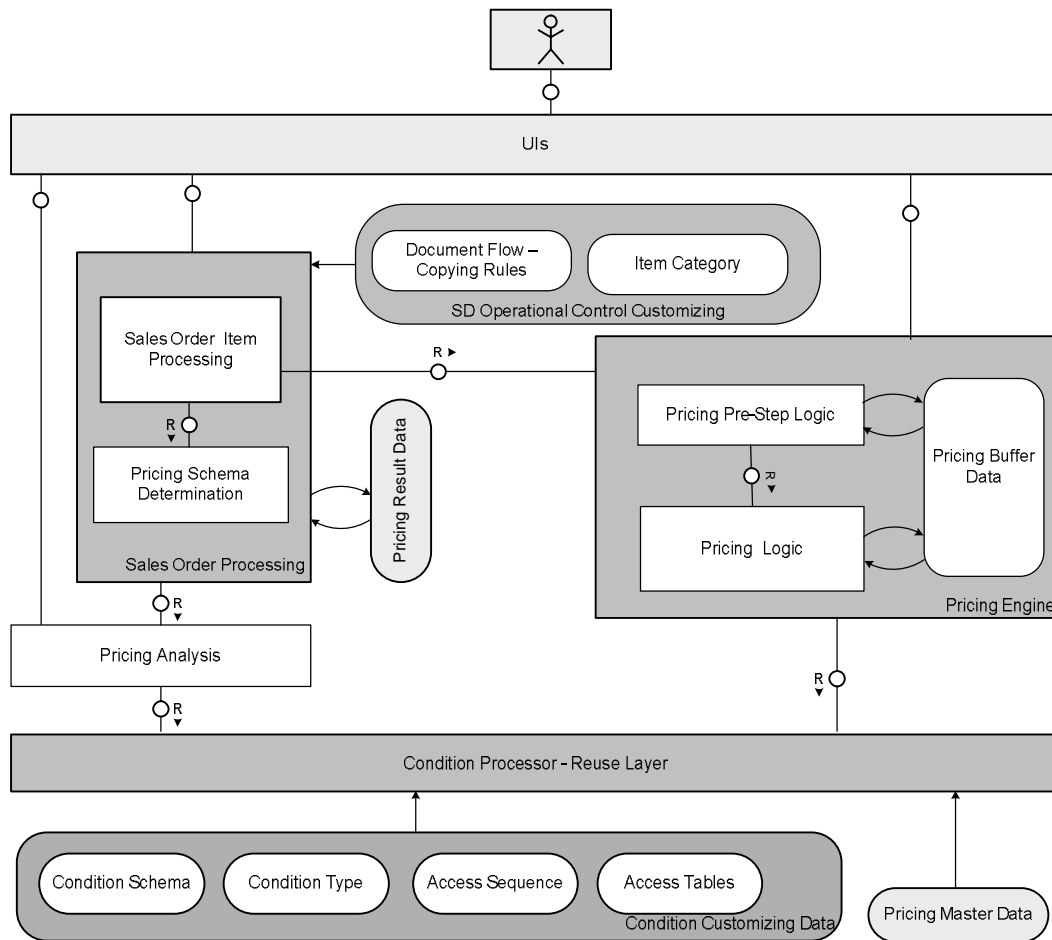 UIs
Document Flow –
Copying Rules
Item Category
SD Operational Control Customizing
Sales Order Item
Processing
R
R
Pricing Schema
Determination
Sales Order Processing
Pricing Result Data
Pricing Pre-Step Logic
R
Pricing Logic
Pricing Buffer
Data
Pricing Engine
R
Pricing Analysis
R
R
Condition Processor - Reuse Layer
Condition Schema
Condition Type
Access Sequence
Access Tables
Condition Customizing Data
Pricing Master Data